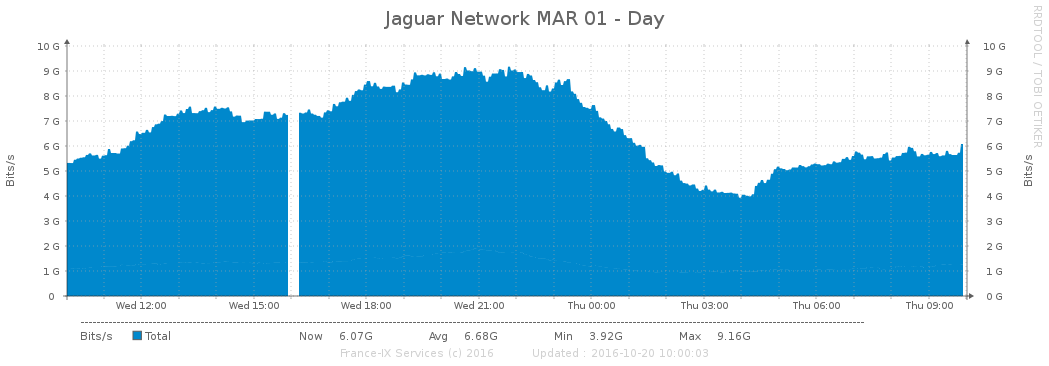 Jaguar Network MAR 01 - Day
RRDTOOL / TOBI OETIKER
Bits/s
10 G 10 G
9 G 9 G
8 G 8 G
7 G 7 G
6 G 6 G
5 G 5 G
4 G 4 G
3 G 3 G
2 G 2 G
1 G 1 G
0 0 G
Bits/s
Wed 12:00 Wed 15:00 Wed 18:00 Wed 21:00 Thu 00:00 Thu 03:00 Thu 06:00 Thu 09:00
Bits/s Total Now 6.07G Avg 6.68G Min 3.92G Max 9.16G
France-IX Services (c) 2016 Updated : 2016-10-20 10:00:03